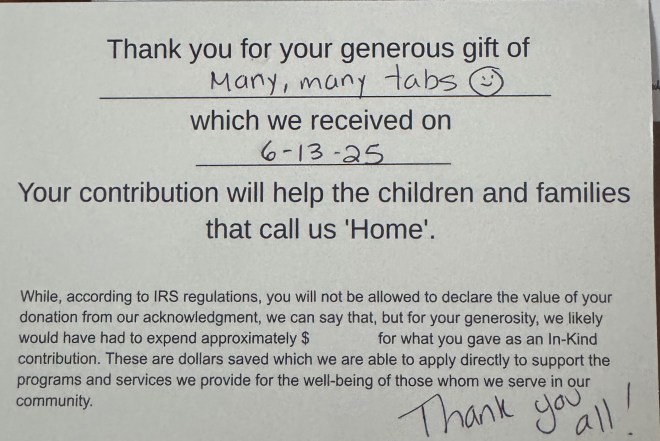 Thank you for your generous gift of
Many, many tabs
which we received on
6-13-25
Your contribution will help the children and families
that call us 'Home'.
While, according to IRS regulations, you will not be allowed to declare the value of your
donation from our acknowledgment, we can say that, but for your generosity, we likely
would have had to expend approximately $ for what you gave as an In-Kind
contribution. These are dollars saved which we are able to apply directly to support the
programs and services we provide for the well-being of those whom we serve in our
community.
Thank you
all!